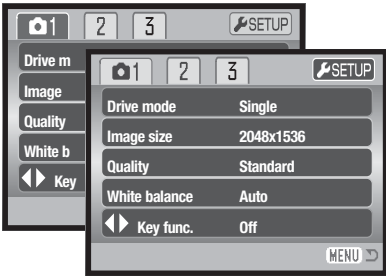 1 2 3 SETUP
Drive m
Image
Quality
White b
Key
1 2 3 SETUP
Drive mode Single
Image size 2048x1536
Quality Standard
White balance Auto
Key func. Off
MENU